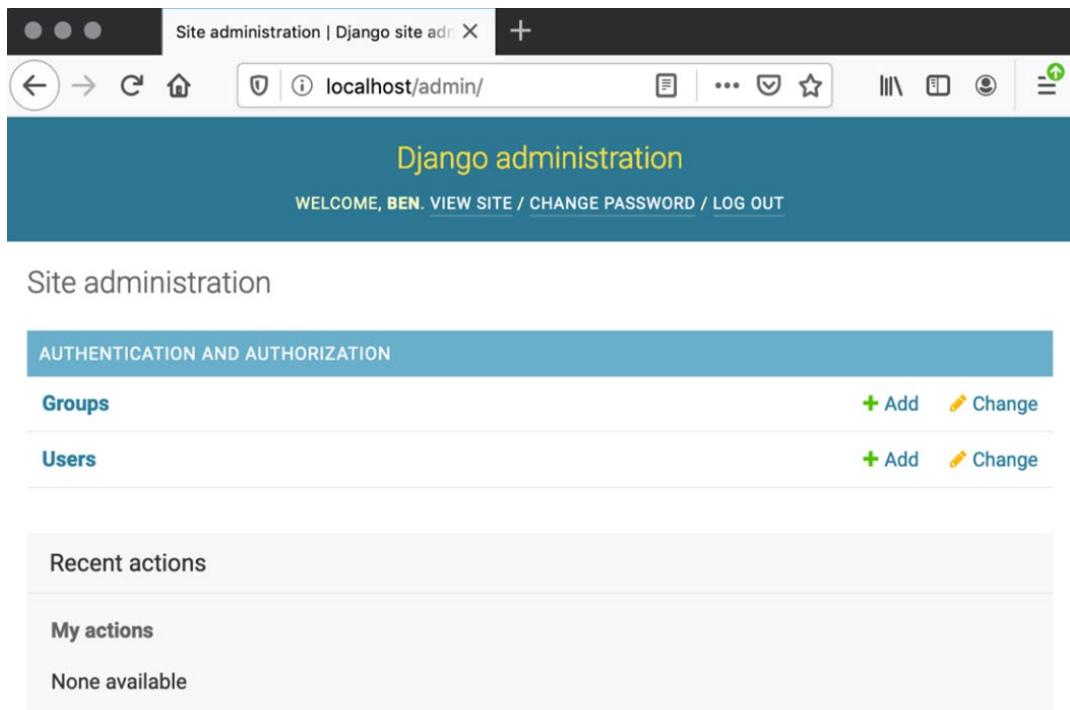 Site administration | Django site adn
localhost/admin/
Django administration
WELCOME, BEN. VIEW SITE / CHANGE PASSWORD / LOG OUT
Site administration
AUTHENTICATION AND AUTHORIZATION
Groups + Add Change
Users + Add Change
Recent actions
My actions
None available